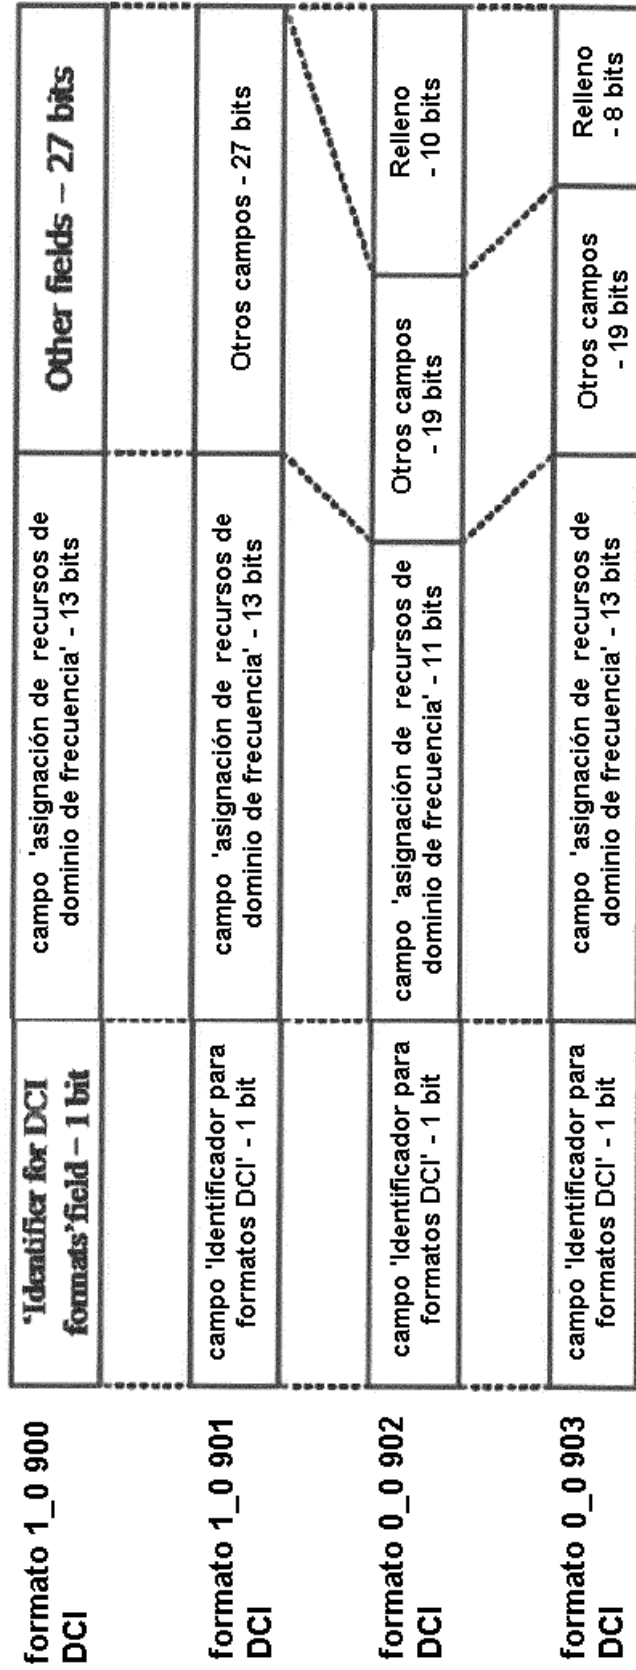 formato 1_0 900
DCI
'Identifier for DCI
formats' field – 1 bit
campo 'asignación de recursos de
dominio de frecuencia' - 13 bits
Other fields – 27 bits
formato 1_0 901
DCI
campo 'Identificador para
formatos DCI' - 1 bit
campo 'asignación de recursos de
dominio de frecuencia' - 13 bits
Otros campos - 27 bits
formato 0_0 902
DCI
campo 'Identificador para
formatos DCI' - 1 bit
campo 'asignación de recursos de
dominio de frecuencia' - 11 bits
Otros campos
- 19 bits
Relleno
- 10 bits
formato 0_0 903
DCI
campo 'Identificador para
formatos DCI' - 1 bit
campo 'asignación de recursos de
dominio de frecuencia' - 13 bits
Otros campos
- 19 bits
Relleno
- 8 bits